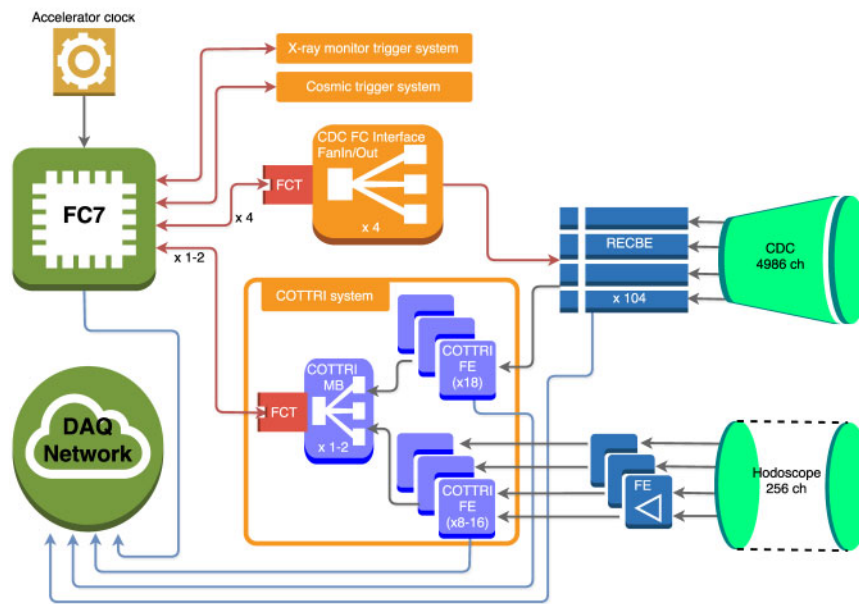 Accelerator clock
X-ray monitor trigger system
Cosmic trigger system
CDC FC Interface
FanIn/Out
FCT
x 4
FC7
x 4
x 1-2
RECBE
x 104
CDC
4986 ch
COTTRI system
COTTRI
FE
(x18)
COTTRI
MB
FCT
x 1-2
DAQ
Network
COTTRI
FE
(x8-16)
FE
Hodoscope
256 ch